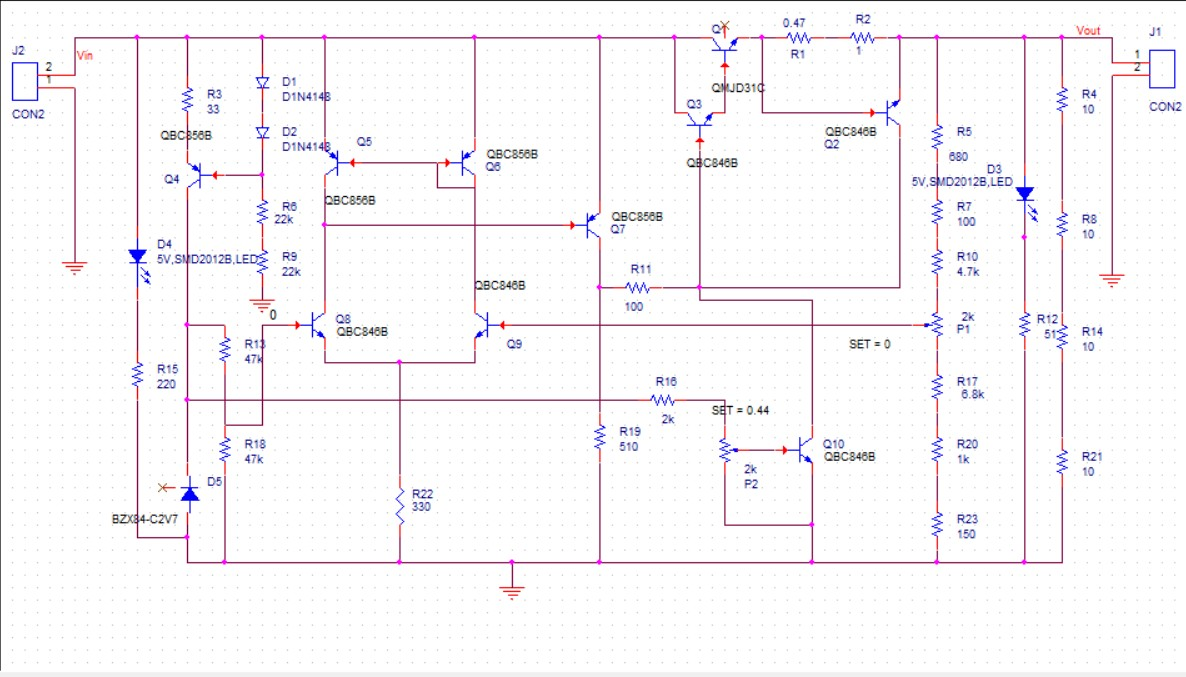 J2
2
1
CON2
Vin
R3
33
D1
D1N4148
D2
D1N4148
QBC856B
Q4
Q5
QBC856B
QBC856B
Q6
Q
QMJD31C
0.47
R1
R2
1
Q3
QBC846B
QBC846B
Q2
Vout
J1
1
2
CON2
R4
10
R5
680
D3
5V,SMD2012B,LED
R6
22k
QBC856B
Q7
R7
100
R8
10
D4
5V,SMD2012B,LED
R9
22k
R10
4.7k
R11
100
QBC846B
0
Q8
QBC846B
Q9
2k
P1
SET = 0
R12
51
R14
10
R13
47k
R15
220
R16
2k
SET = 0.44
R17
6.8k
R18
47k
R19
510
2k
P2
Q10
QBC846B
R20
1k
R21
10
D5
BZX84-C2V7
R22
330
R23
150